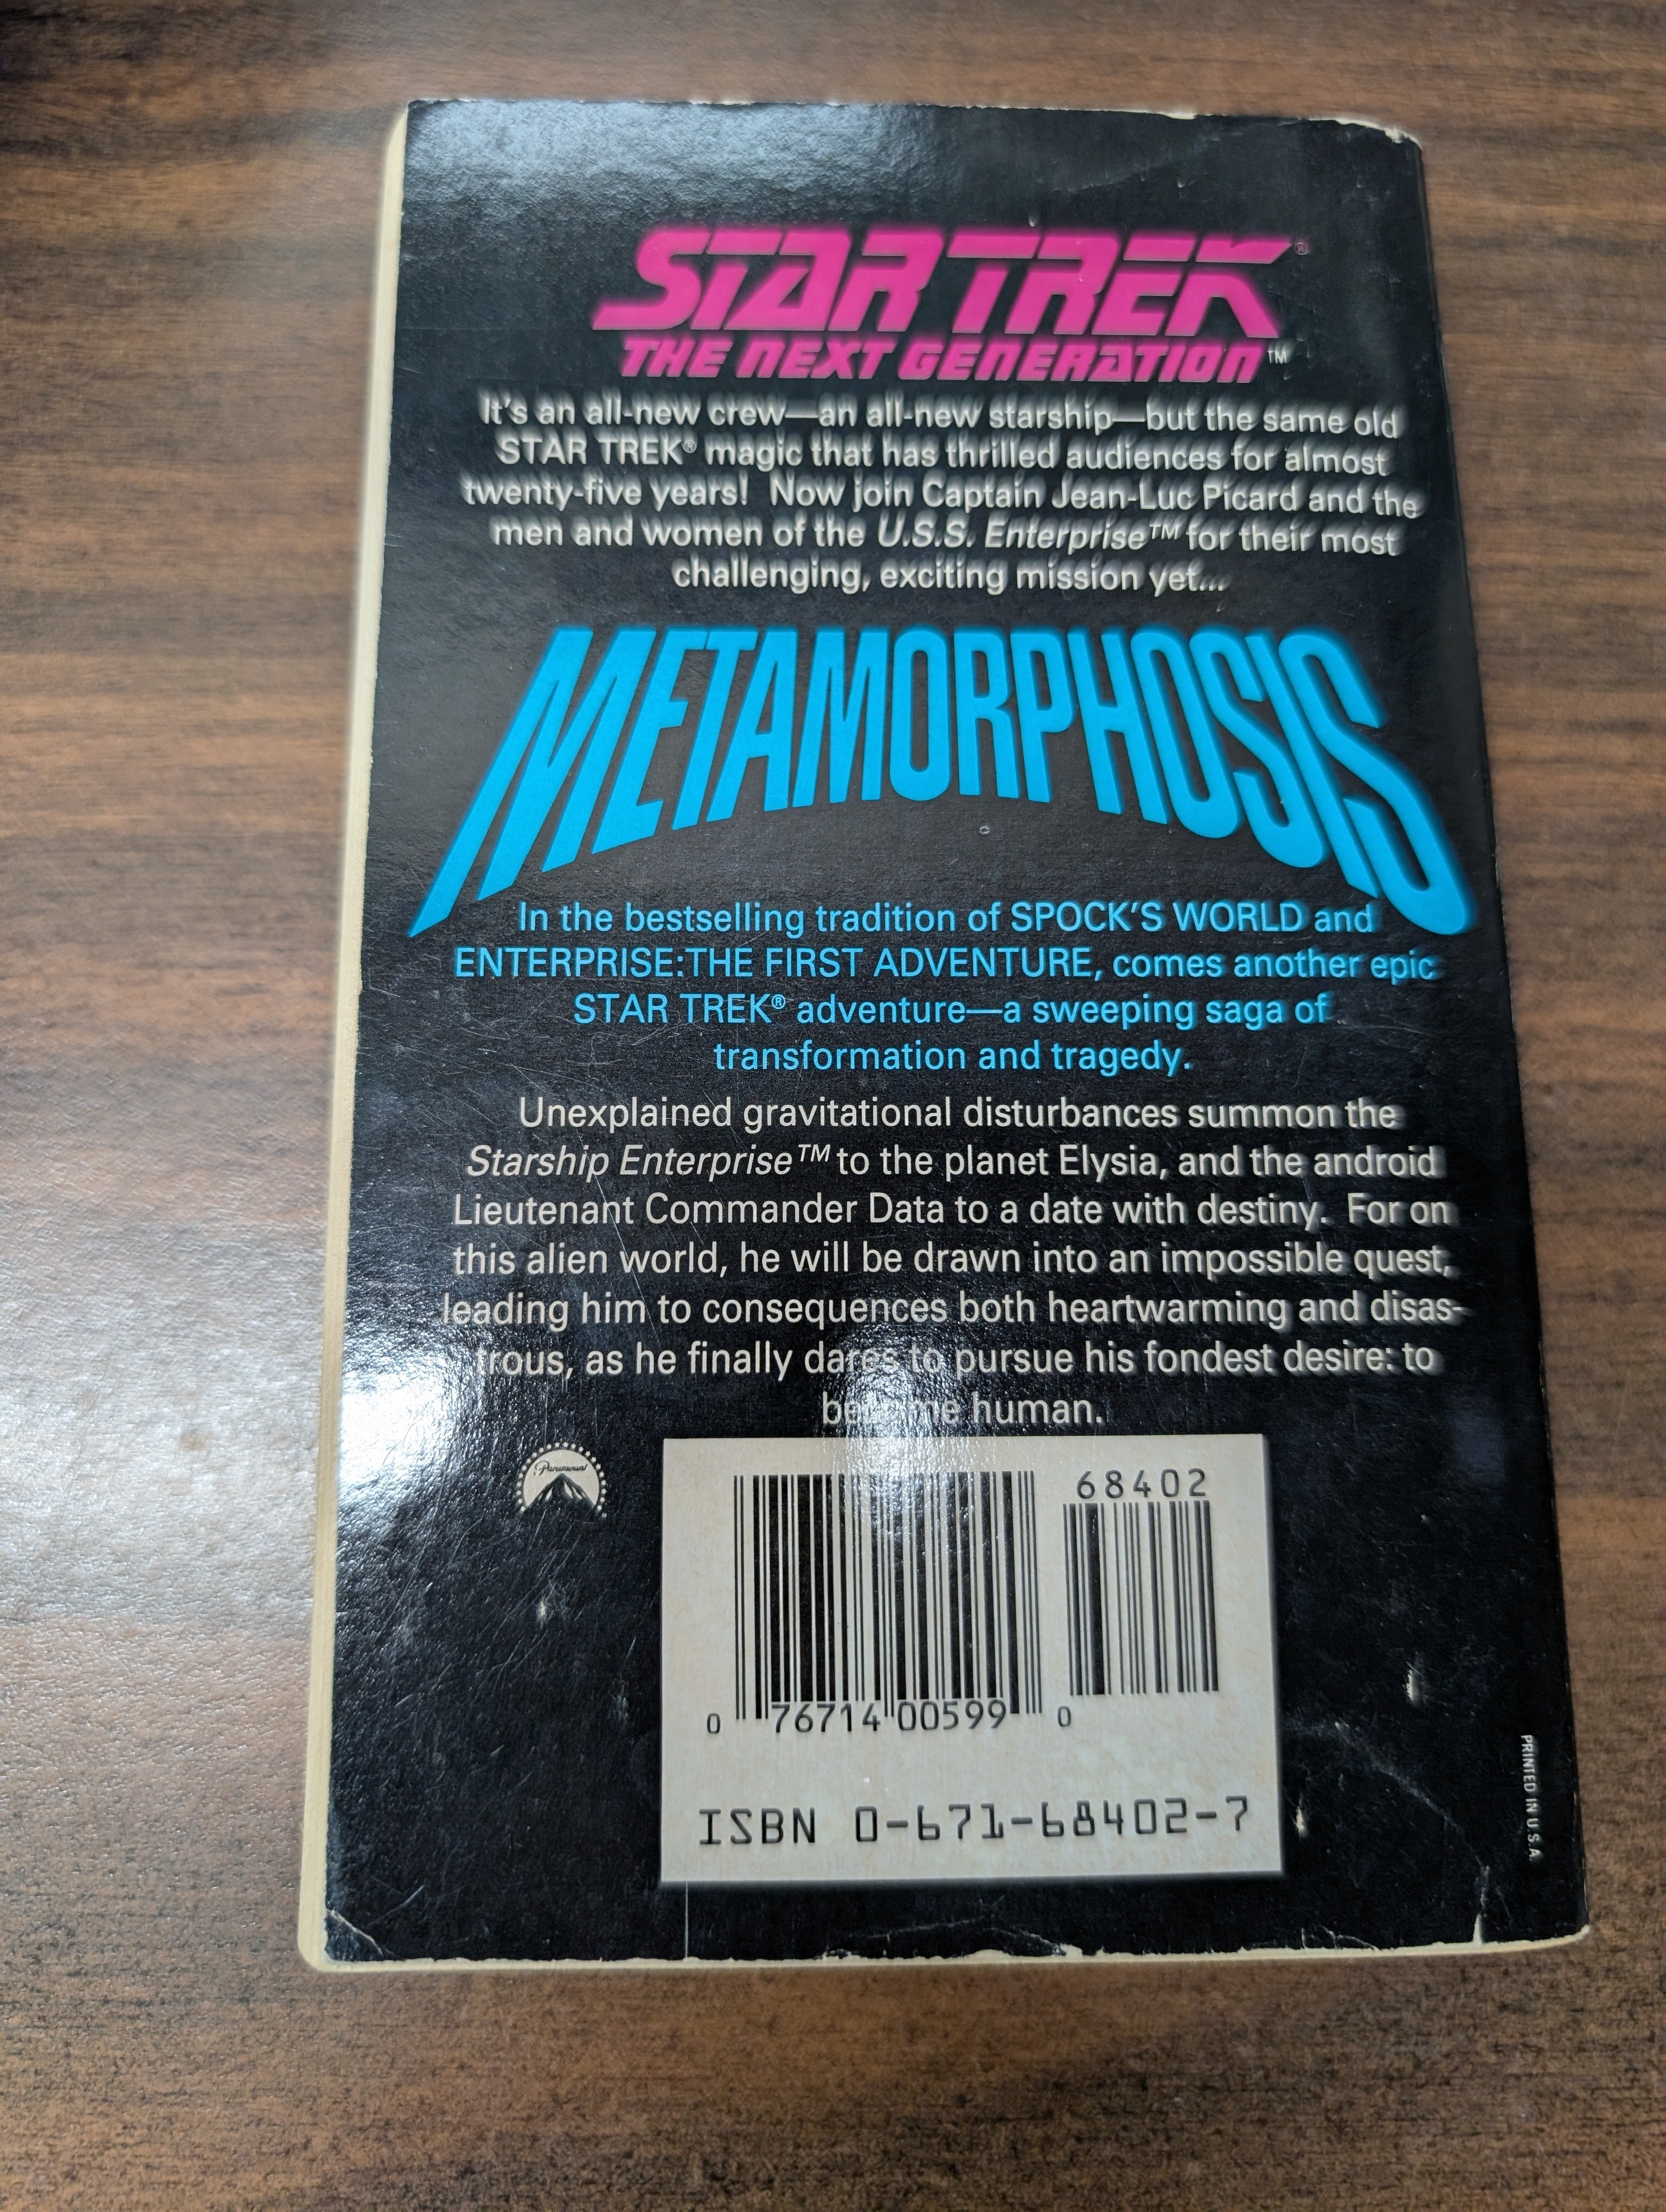 STAR TREK®
THE NEXT GENERATION™
It's an all-new crew—an all-new starship—but the same old
STAR TREK® magic that has thrilled audiences for almost
twenty-five years! Now join Captain Jean-Luc Picard and the
men and women of the U.S.S. Enterprise™ for their most
challenging, exciting mission yet...
METAMORPHOSIS
In the bestselling tradition of SPOCK'S WORLD and
ENTERPRISE:THE FIRST ADVENTURE, comes another epic
STAR TREK® adventure—a sweeping saga of
transformation and tragedy.
Unexplained gravitational disturbances summon the
Starship Enterprise™ to the planet Elysia, and the android
Lieutenant Commander Data to a date with destiny. For on
this alien world, he will be drawn into an impossible quest,
leading him to consequences both heartwarming and disas-
trous, as he finally dares to pursue his fondest desire: to
become human.
Paramount
68402
0 76714 00599 0
ISBN 0-671-68402-7
PRINTED IN U.S.A.